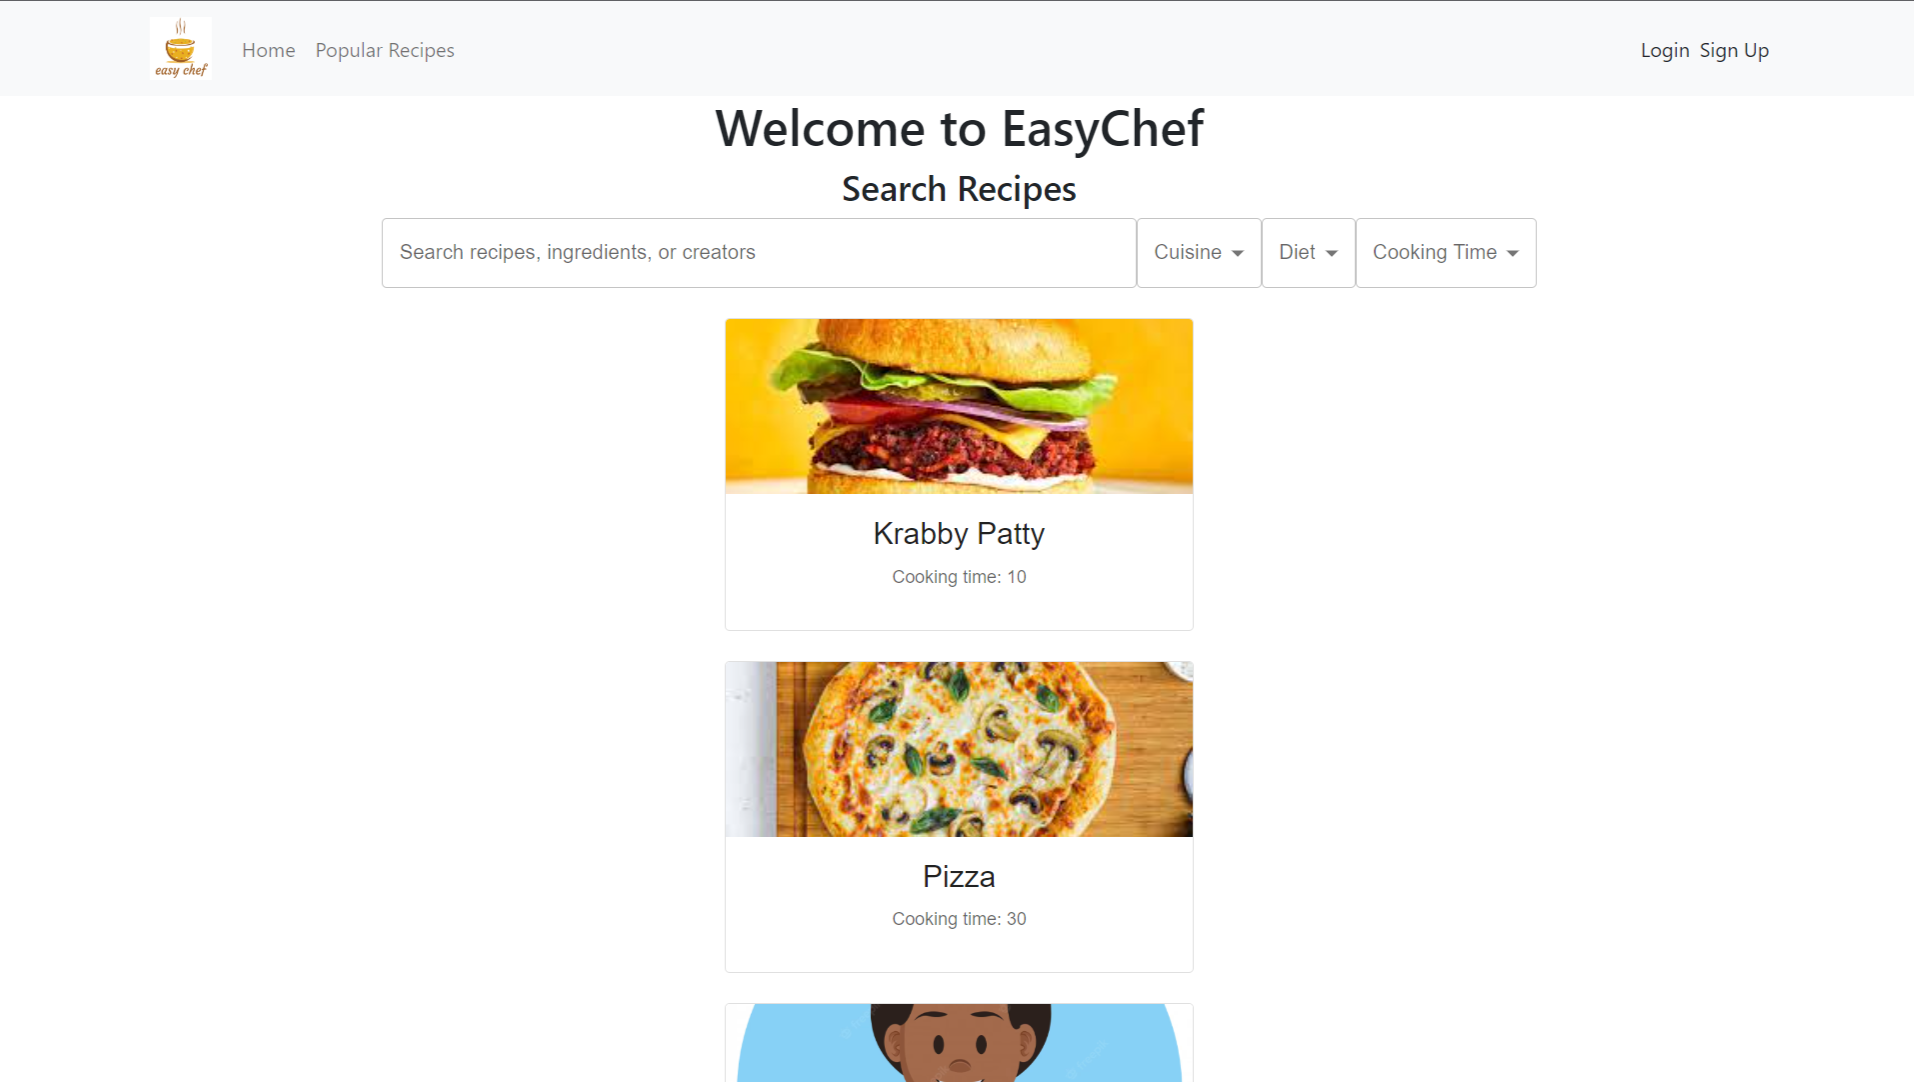 easy chef
Home Popular Recipes Login Sign Up
Welcome to EasyChef
Search Recipes
Search recipes, ingredients, or creators Cuisine Diet Cooking Time
Krabby Patty
Cooking time: 10
Pizza
Cooking time: 30